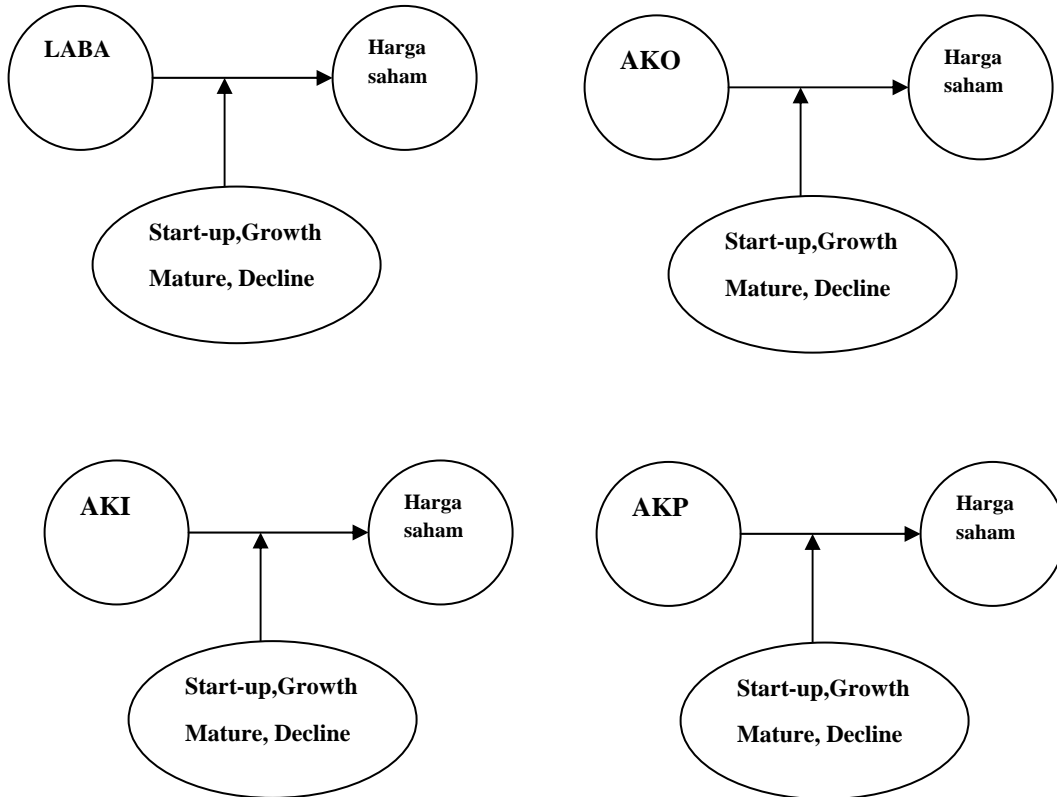 LABA
Harga
saham
Start-up,Growth
Mature, Decline
AKO
Harga
saham
Start-up,Growth
Mature, Decline
AKI
Harga
saham
Start-up,Growth
Mature, Decline
AKP
Harga
saham
Start-up,Growth
Mature, Decline